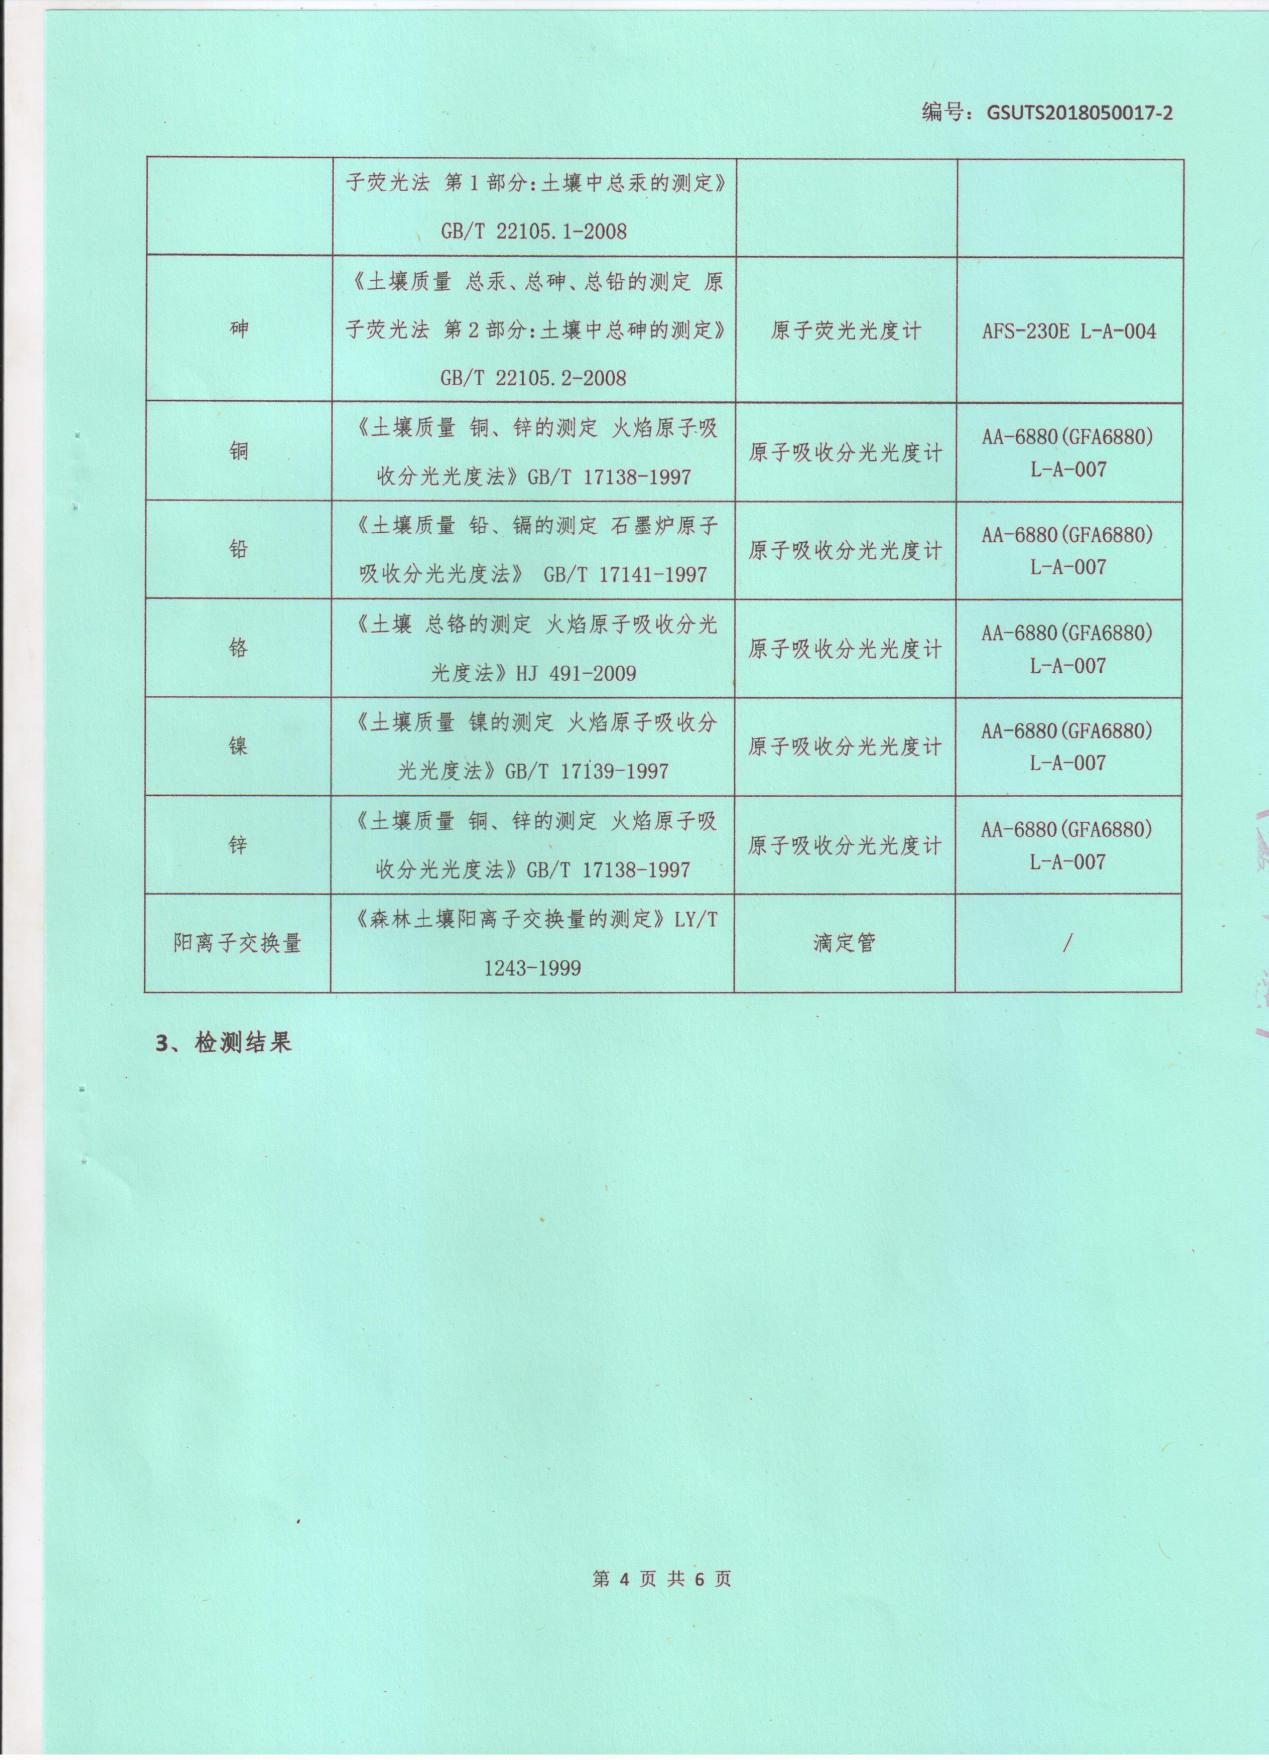 编号：GSUTS2018050017-2
子荧光法 第1部分:土壤中总汞的测定》
GB/T 22105.1-2008
砷
《土壤质量 总汞、总砷、总铅的测定 原
子荧光法 第2部分:土壤中总砷的测定》
GB/T 22105.2-2008
原子荧光光度计
AFS-230E L-A-004
铜
《土壤质量 铜、锌的测定 火焰原子吸
收分光光度法》GB/T 17138-1997
原子吸收分光光度计
AA-6880(GFA6880)
L-A-007
铅
《土壤质量 铅、镉的测定 石墨炉原子
吸收分光光度法》 GB/T 17141-1997
原子吸收分光光度计
AA-6880(GFA6880)
L-A-007
铬
《土壤 总铬的测定 火焰原子吸收分光
光度法》HJ 491-2009
原子吸收分光光度计
AA-6880(GFA6880)
L-A-007
镍
《土壤质量 镍的测定 火焰原子吸收分
光光度法》GB/T 17139-1997
原子吸收分光光度计
AA-6880(GFA6880)
L-A-007
锌
《土壤质量 铜、锌的测定 火焰原子吸
收分光光度法》GB/T 17138-1997
原子吸收分光光度计
AA-6880(GFA6880)
L-A-007
阳离子交换量
《森林土壤阳离子交换量的测定》LY/T
1243-1999
滴定管
/
3、检测结果
第 4 页 共 6 页